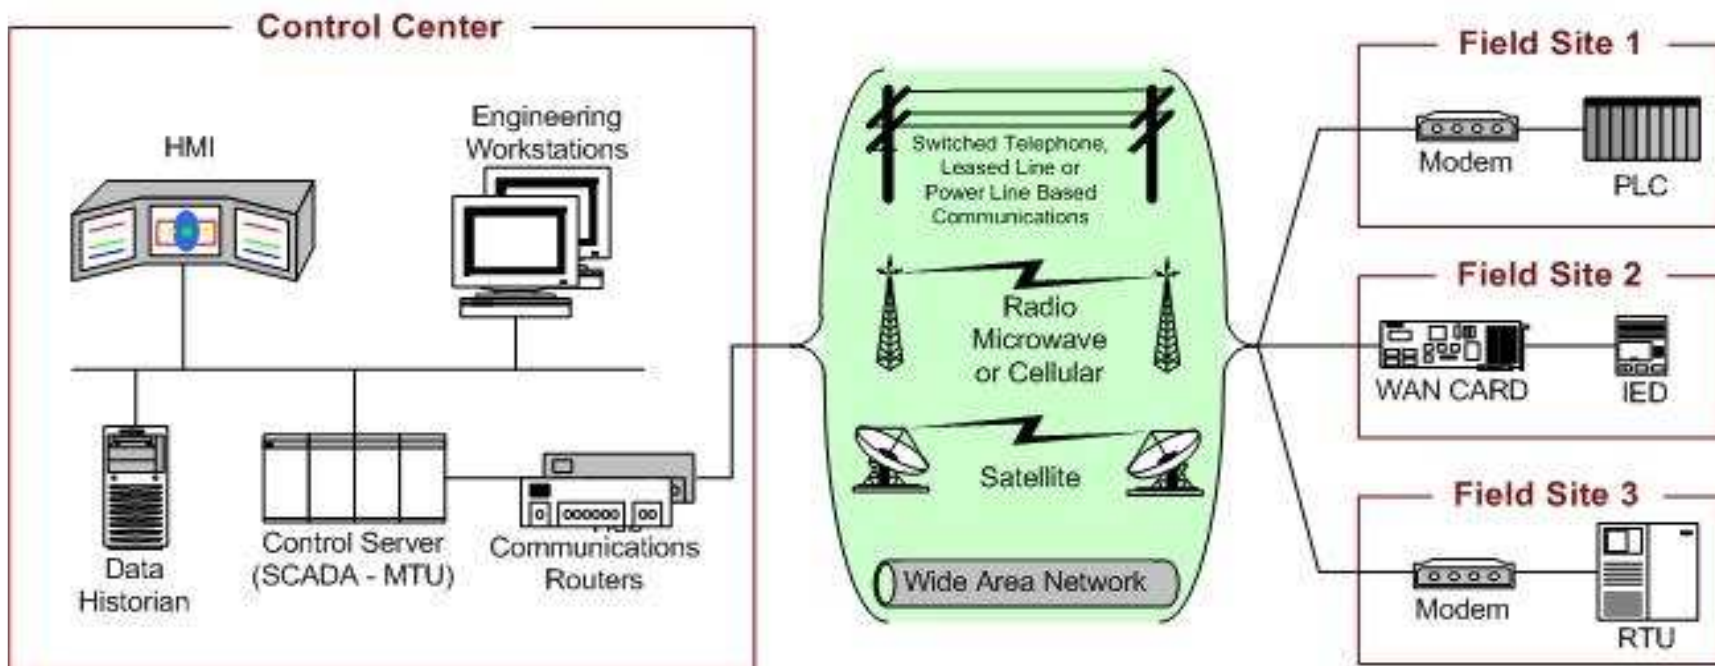 Control Center
HMI
Engineering
Workstations
Data
Historian
Control Server
(SCADA - MTU)
Communications
Routers
Switched Telephone,
Leased Line or
Power Line Based
Communications
Radio
Microwave
or Cellular
Satellite
Wide Area Network
Field Site 1
Modem
PLC
Field Site 2
WAN CARD
IED
Field Site 3
Modem
RTU